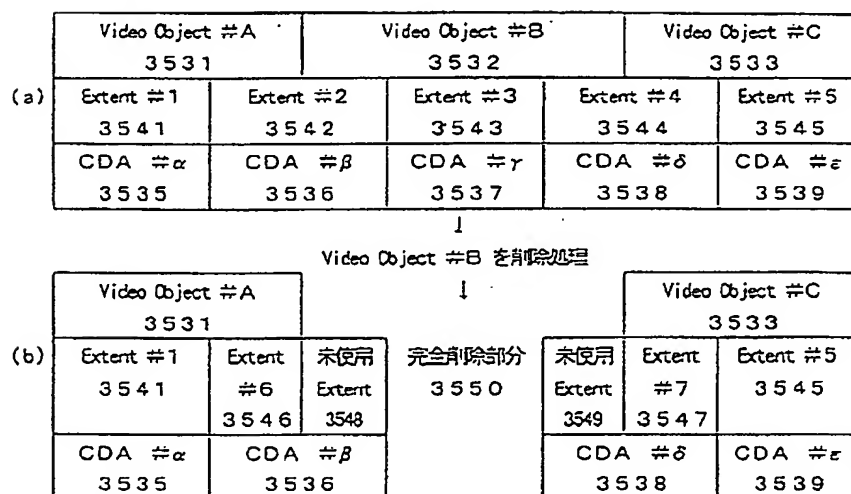 Video Object #A Video Object #B Video Object #C
3531 3532 3533
(a) Extent #1 Extent #2 Extent #3 Extent #4 Extent #5
3541 3542 3543 3544 3545
CDA #α CDA #β CDA #γ CDA #δ CDA #ε
3535 3536 3537 3538 3539
↓
Video Object #B を削除処理
Video Object #A ↓ Video Object #C
3531 3533
(b) Extent #1 Extent 未使用 完全削除部分 未使用 Extent Extent #5
3541 #6 Extent 3550 Extent #7 3545
3546 3548 3549 3547
CDA #α CDA #β CDA #δ CDA #ε
3535 3536 3538 3539